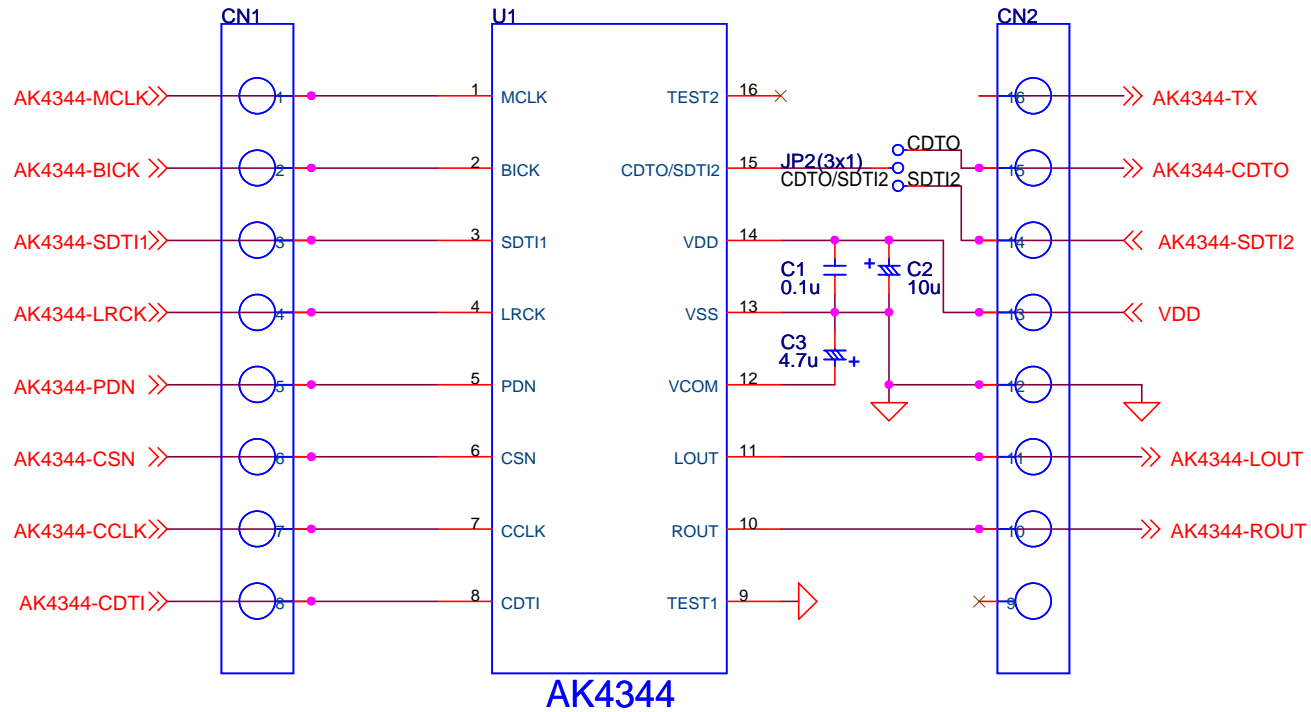 CN1
U1
CN2
AK4344-MCLK
1
1
MCLK
TEST2
16
16
AK4344-TX
AK4344-BICK
2
2
BICK
CDTO/SDTI2
15
JP2(3x1)
CDTO/SDTI2
CDTO
SDTI2
15
AK4344-CDTO
AK4344-SDTI1
3
3
SDTI1
VDD
14
14
AK4344-SDTI2
C1
0.1u
+
C2
10u
AK4344-LRCK
4
4
LRCK
VSS
13
13
VDD
C3
4.7u
+
AK4344-PDN
5
5
PDN
VCOM
12
12
AK4344-CSN
6
6
CSN
LOUT
11
11
AK4344-LOUT
AK4344-CCLK
7
7
CCLK
ROUT
10
10
AK4344-ROUT
AK4344-CDTI
8
8
CDTI
TEST1
9
9
AK4344